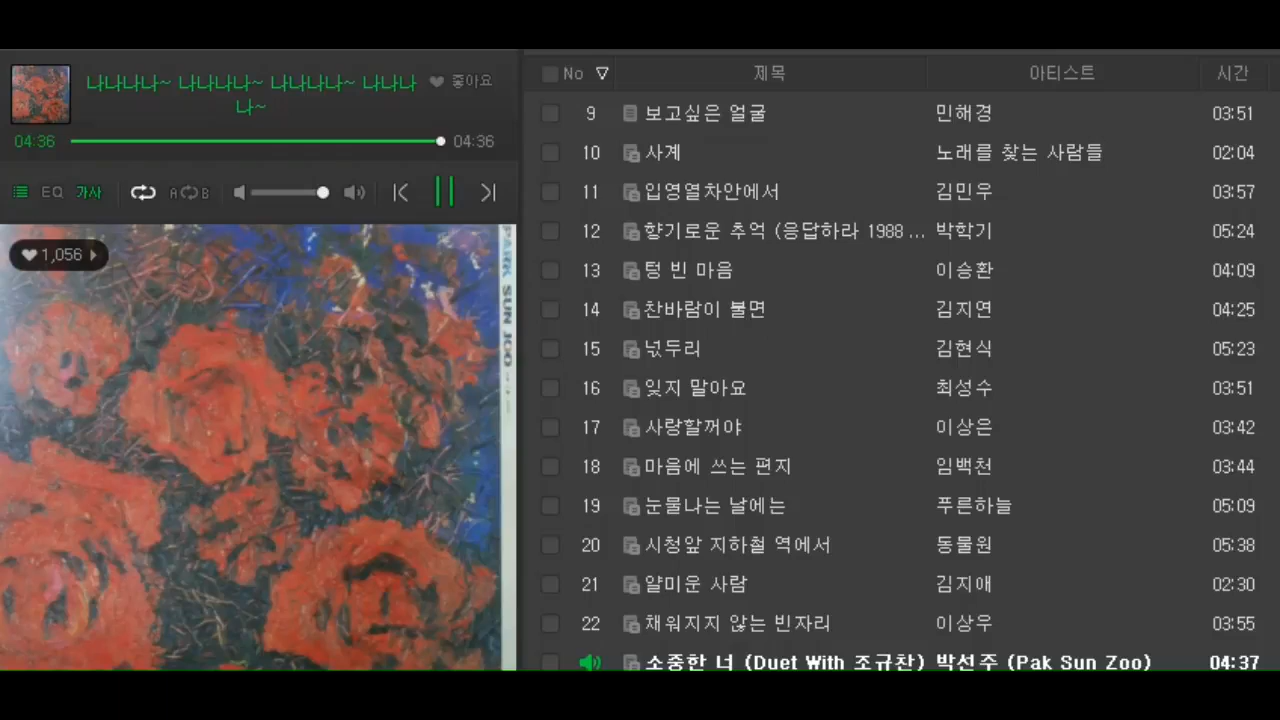 나나나나~ 나나나나~ 나나나나~ 나나나
나~
좋아요
04:36 04:36
EQ 가사 A B
1,056
PARK SUN JOO
No 제목 아티스트 시간
9 보고싶은 얼굴 민해경 03:51
10 사계 노래를 찾는 사람들 02:04
11 입영열차안에서 김민우 03:57
12 향기로운 추억 (응답하라 1988 ... 박학기 05:24
13 텅 빈 마음 이승환 04:09
14 찬바람이 불면 김지연 04:25
15 넋두리 김현식 05:23
16 잊지 말아요 최성수 03:51
17 사랑할꺼야 이상은 03:42
18 마음에 쓰는 편지 임백천 03:44
19 눈물나는 날에는 푸른하늘 05:09
20 시청앞 지하철 역에서 동물원 05:38
21 얄미운 사람 김지애 02:30
22 채워지지 않는 빈자리 이상우 03:55
소중한 너 (Duet With 조규찬) 박선주 (Pak Sun Zoo) 04:37